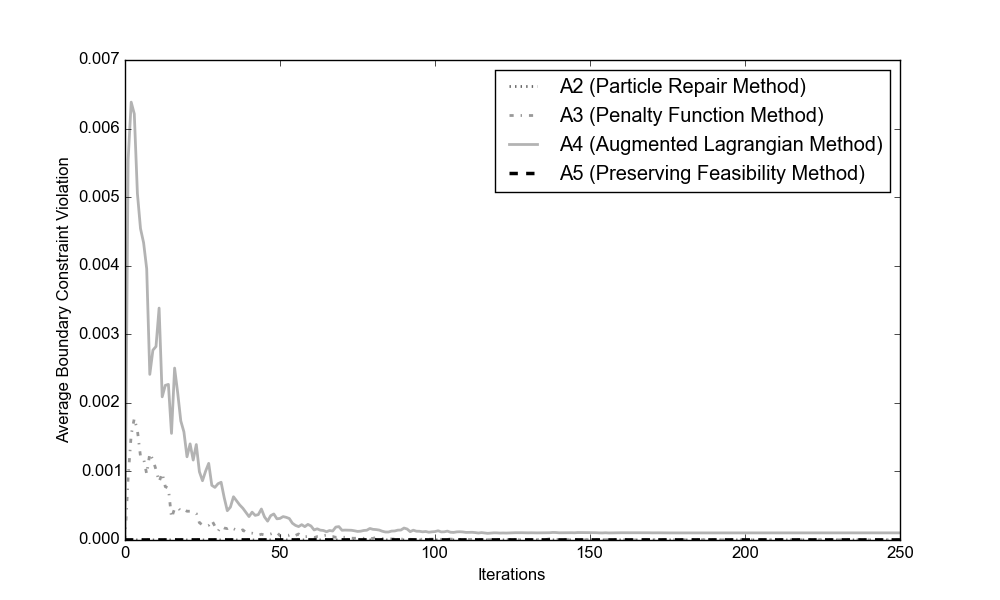 0.007
0.006
0.005
0.004
0.003
0.002
0.001
0.000
Average Boundary Constraint Violation
A2 (Particle Repair Method)
A3 (Penalty Function Method)
A4 (Augmented Lagrangian Method)
A5 (Preserving Feasibility Method)
0 50 100 150 200 250
Iterations